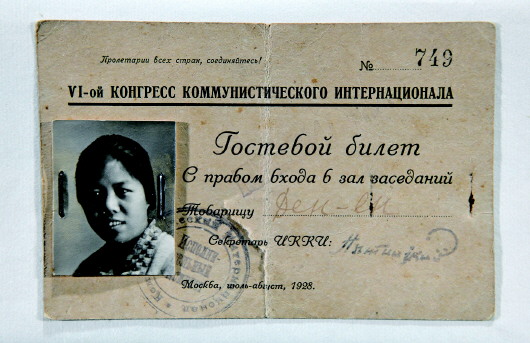 Пролетарии всех стран, соединяйтесь!
№ 749
VI-ой КОНГРЕСС КОММУНИСТИЧЕСКОГО ИНТЕРНАЦИОНАЛА
Гостевой билет
С правом входа в зал заседаний
Товарищу
Секретарь ИККИ:
Москва, июль-август, 1928.